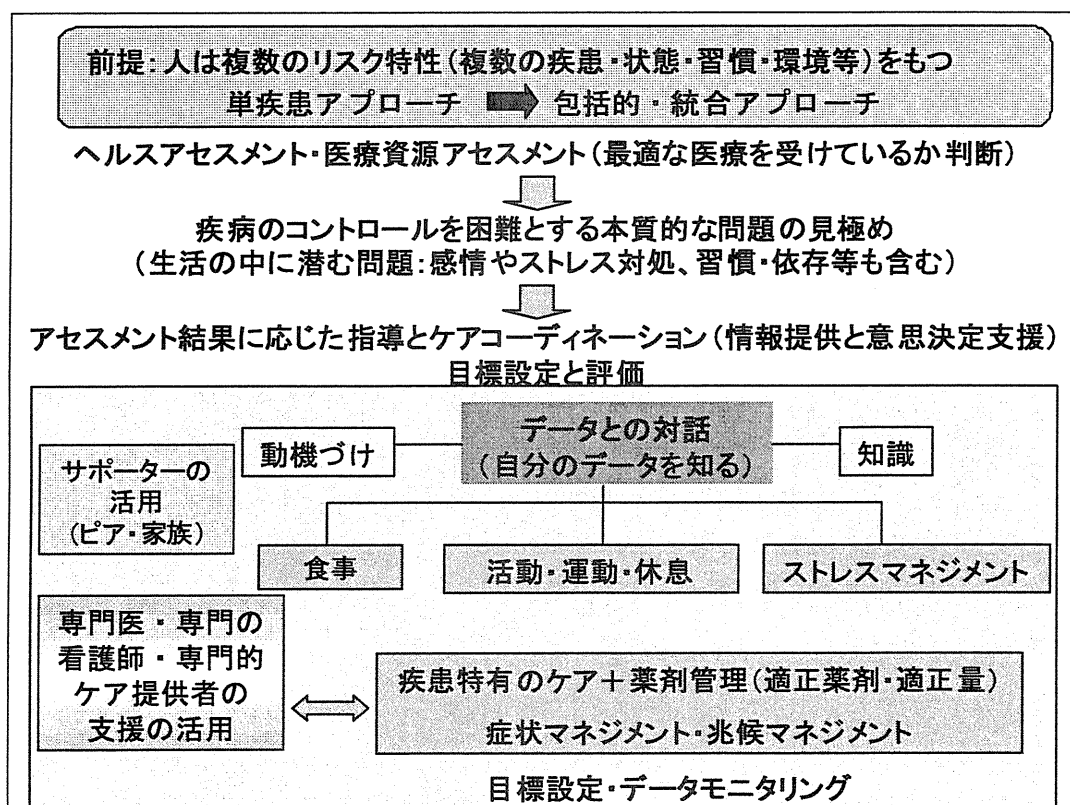 前提：人は複数のリスク特性（複数の疾患・状態・習慣・環境等）をもつ
単疾患アプローチ ➡ 包括的・統合アプローチ
ヘルスアセスメント・医療資源アセスメント（最適な医療を受けているか判断）
疾病のコントロールを困難とする本質的な問題の見極め
（生活の中に潜む問題：感情やストレス対処、習慣・依存等も含む）
アセスメント結果に応じた指導とケアコーディネーション（情報提供と意思決定支援）
目標設定と評価
データとの対話
（自分のデータを知る）
動機づけ
知識
サポーターの
活用
（ピア・家族）
食事
活動・運動・休息
ストレスマネジメント
専門医・専門の
看護師・専門的
ケア提供者の
支援の活用
疾患特有のケア＋薬剤管理（適正薬剤・適正量）
症状マネジメント・兆候マネジメント
目標設定・データモニタリング